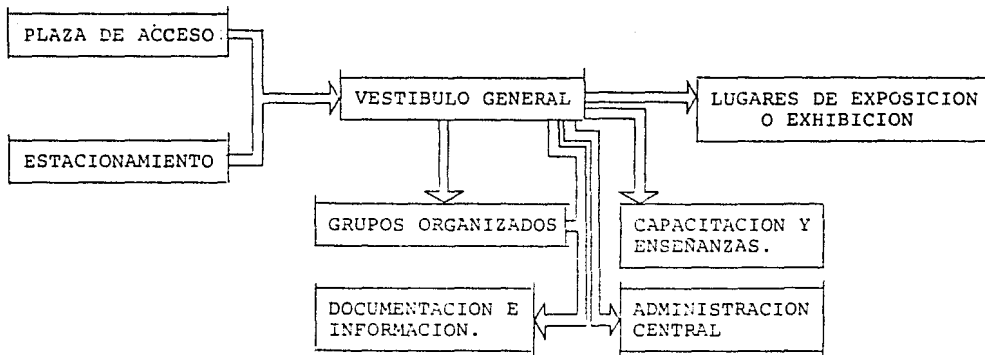 PLAZA DE ACCESO
VESTIBULO GENERAL
LUGARES DE EXPOSICION
O EXHIBICION
ESTACIONAMIENTO
GRUPOS ORGANIZADOS
CAPACITACION Y
ENSEÑANZAS.
DOCUMENTACION E
INFORMACION.
ADMINISTRACION
CENTRAL